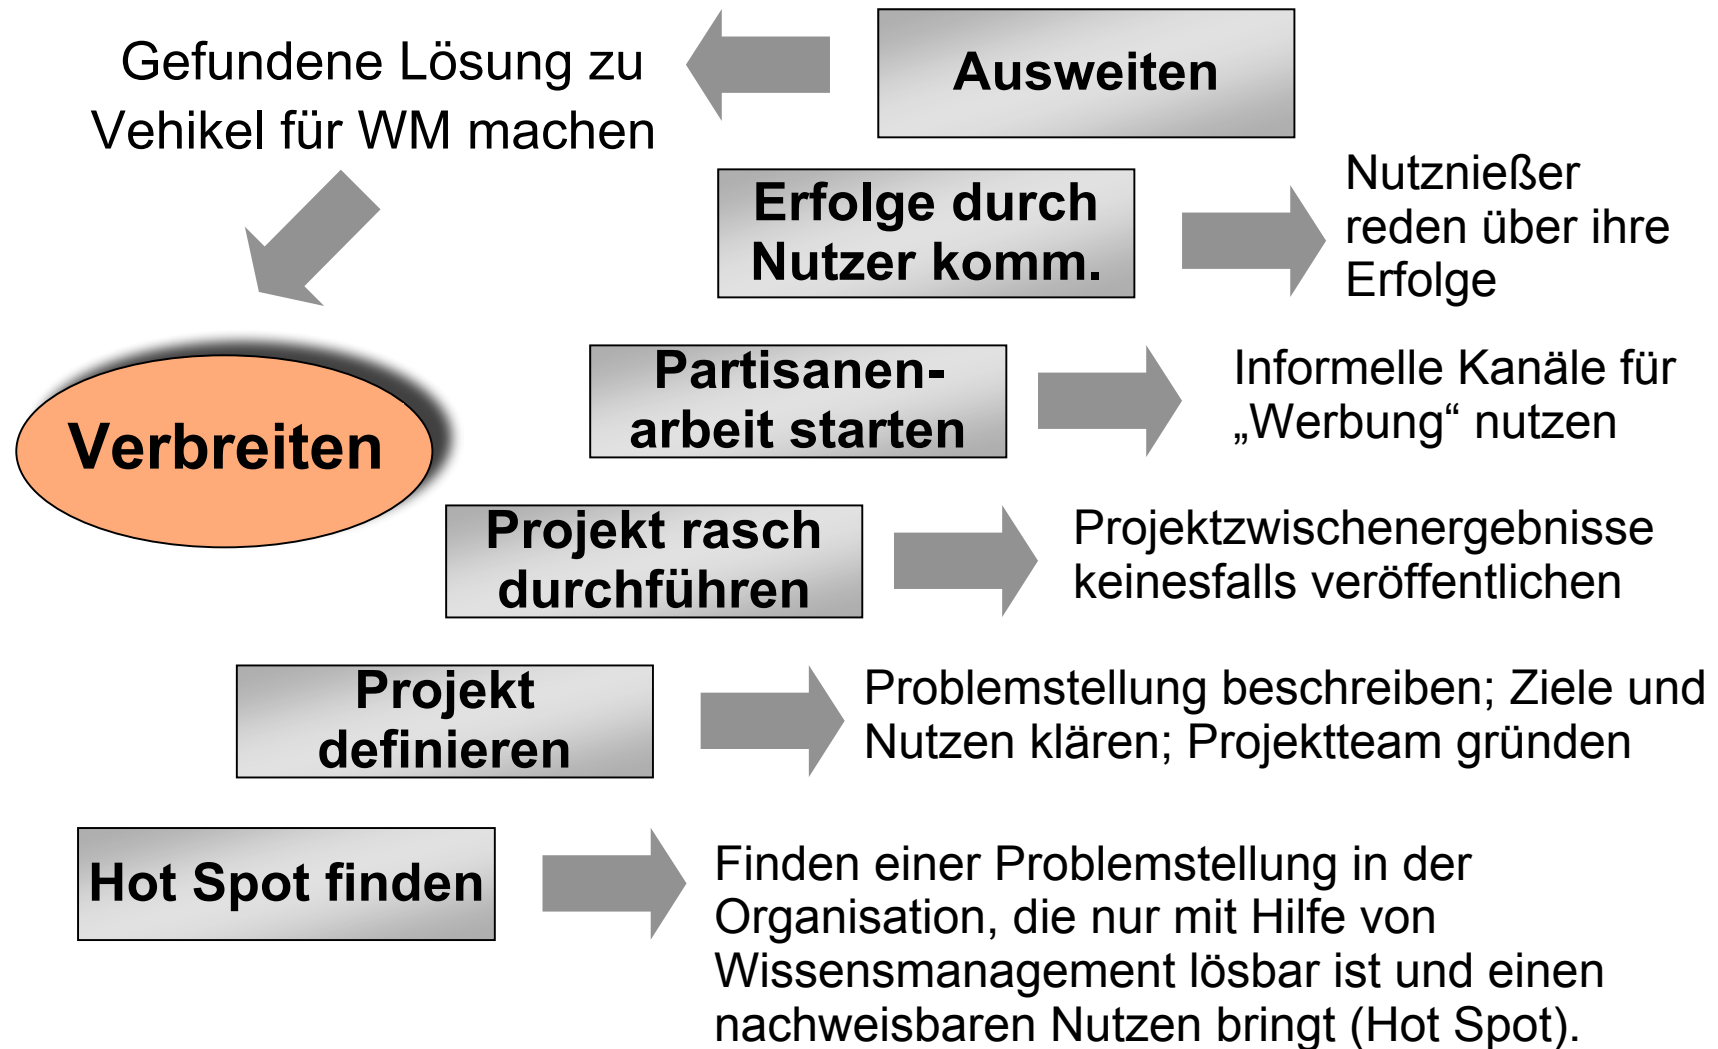 Gefundene Lösung zu
Vehikel für WM machen
Ausweiten
Erfolge durch
Nutzer komm.
Nutznießer
reden über ihre
Erfolge
Partisanen-
arbeit starten
Informelle Kanäle für
„Werbung“ nutzen
Verbreiten
Projekt rasch
durchführen
Projektzwischenergebnisse
keinesfalls veröffentlichen
Projekt
definieren
Problemstellung beschreiben; Ziele und
Nutzen klären; Projektteam gründen
Hot Spot finden
Finden einer Problemstellung in der
Organisation, die nur mit Hilfe von
Wissensmanagement lösbar ist und einen
nachweisbaren Nutzen bringt (Hot Spot).